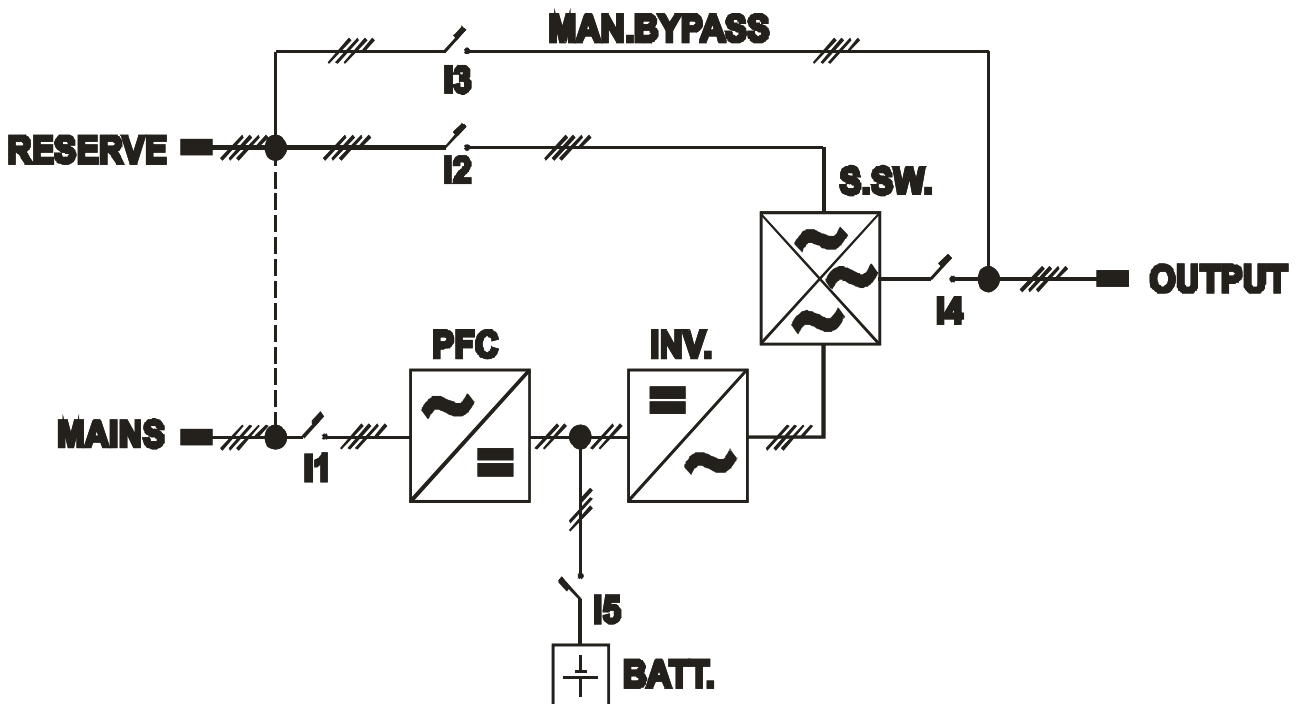 MAN.BYPASS
I3
RESERVE
I2
S.SW.
OUTPUT
I4
PFC
INV.
MAINS
I1
I5
BATT.